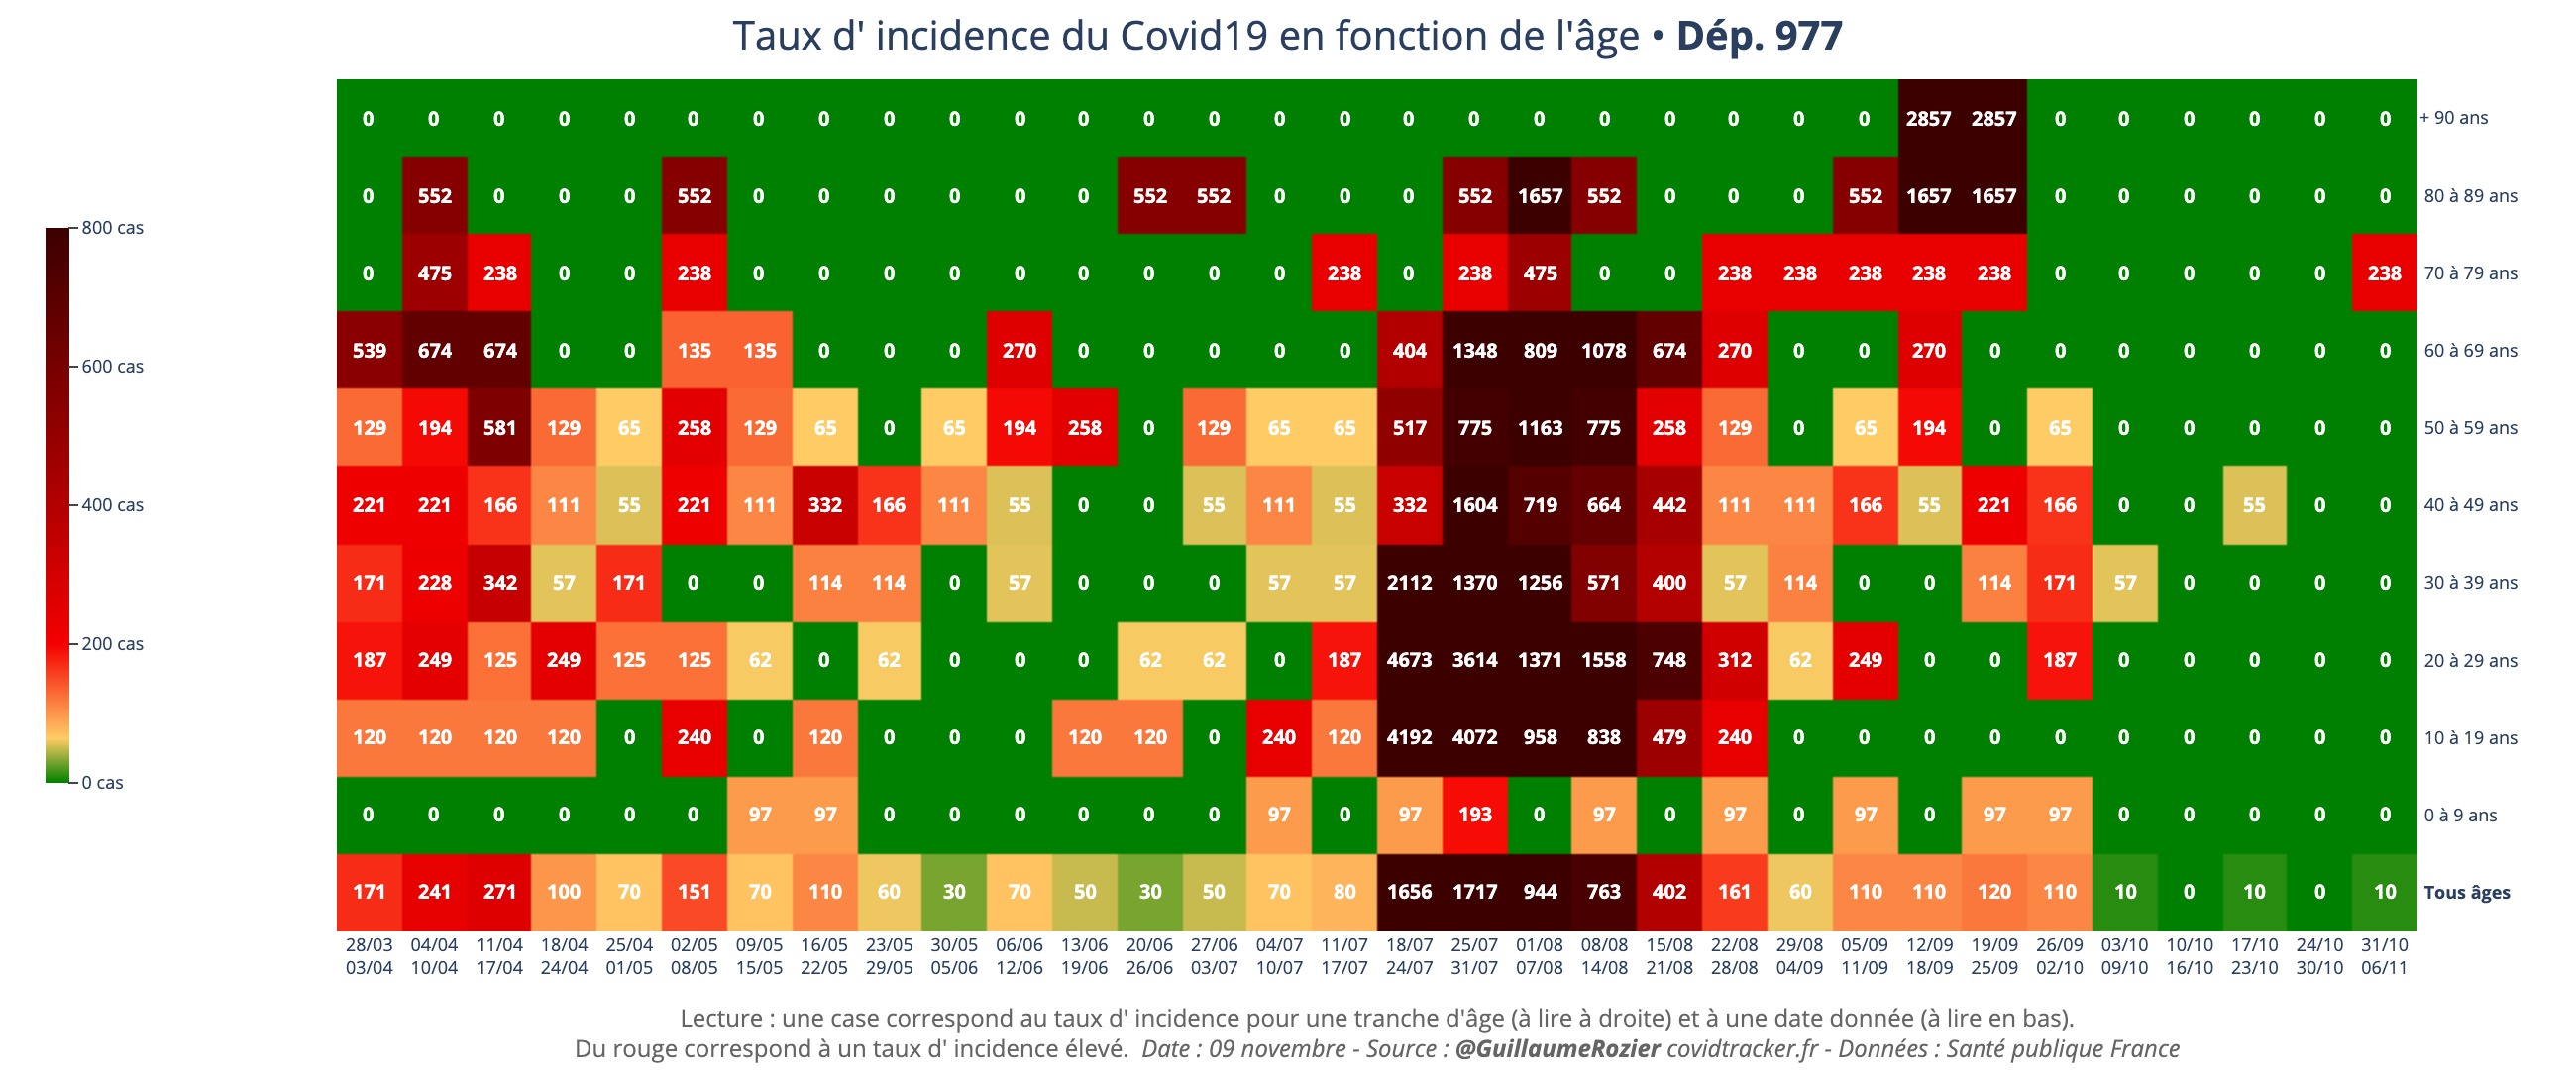 Taux d' incidence du Covid19 en fonction de l'âge • Dép. 977
0 0 0 0 0 0 0 0 0 0 0 0 0 0 0 0 0 0 0 0 0 0 0 0 2857 2857 0 0 0 0 0 0 + 90 ans
0 552 0 0 0 552 0 0 0 0 0 0 552 552 0 0 0 552 1657 552 0 0 0 552 1657 1657 0 0 0 0 0 0 80 à 89 ans
0 475 238 0 0 238 0 0 0 0 0 0 0 0 0 238 0 238 475 0 0 238 238 238 238 238 0 0 0 0 0 238 70 à 79 ans
539 674 674 0 0 135 135 0 0 0 270 0 0 0 0 0 404 1348 809 1078 674 270 0 0 270 0 0 0 0 0 0 0 60 à 69 ans
129 194 581 129 65 258 129 65 0 65 194 258 0 129 65 65 517 775 1163 775 258 129 0 65 194 0 65 0 0 0 0 0 50 à 59 ans
221 221 166 111 55 221 111 332 166 111 55 0 0 55 111 55 332 1604 719 664 442 111 111 166 55 221 166 0 0 55 0 0 40 à 49 ans
171 228 342 57 171 0 0 114 114 0 57 0 0 0 57 57 2112 1370 1256 571 400 57 114 0 0 114 171 57 0 0 0 0 30 à 39 ans
187 249 125 249 125 125 62 0 62 0 0 0 62 62 0 187 4673 3614 1371 1558 748 312 62 249 0 0 187 0 0 0 0 0 20 à 29 ans
120 120 120 120 0 240 0 120 0 0 0 120 120 0 240 120 4192 4072 958 838 479 240 0 0 0 0 0 0 0 0 0 0 10 à 19 ans
0 0 0 0 0 0 97 97 0 0 0 0 0 0 97 0 97 193 0 97 0 97 0 97 0 97 97 0 0 0 0 0 0 à 9 ans
171 241 271 100 70 151 70 110 60 30 70 50 30 50 70 80 1656 1717 944 763 402 161 60 110 110 120 110 10 0 10 0 10 Tous âges
28/03 04/04 11/04 18/04 25/04 02/05 09/05 16/05 23/05 30/05 06/06 13/06 20/06 27/06 04/07 11/07 18/07 25/07 01/08 08/08 15/08 22/08 29/08 05/09 12/09 19/09 26/09 03/10 10/10 17/10 24/10 31/10
03/04 10/04 17/04 24/04 01/05 08/05 15/05 22/05 29/05 05/06 12/06 19/06 26/06 03/07 10/07 17/07 24/07 31/07 07/08 14/08 21/08 28/08 04/09 11/09 18/09 25/09 02/10 09/10 16/10 23/10 30/10 06/11
800 cas
600 cas
400 cas
200 cas
0 cas
Lecture : une case correspond au taux d' incidence pour une tranche d'âge (à lire à droite) et à une date donnée (à lire en bas).
Du rouge correspond à un taux d' incidence élevé. Date : 09 novembre - Source : @GuillaumeRozier covidtracker.fr - Données : Santé publique France